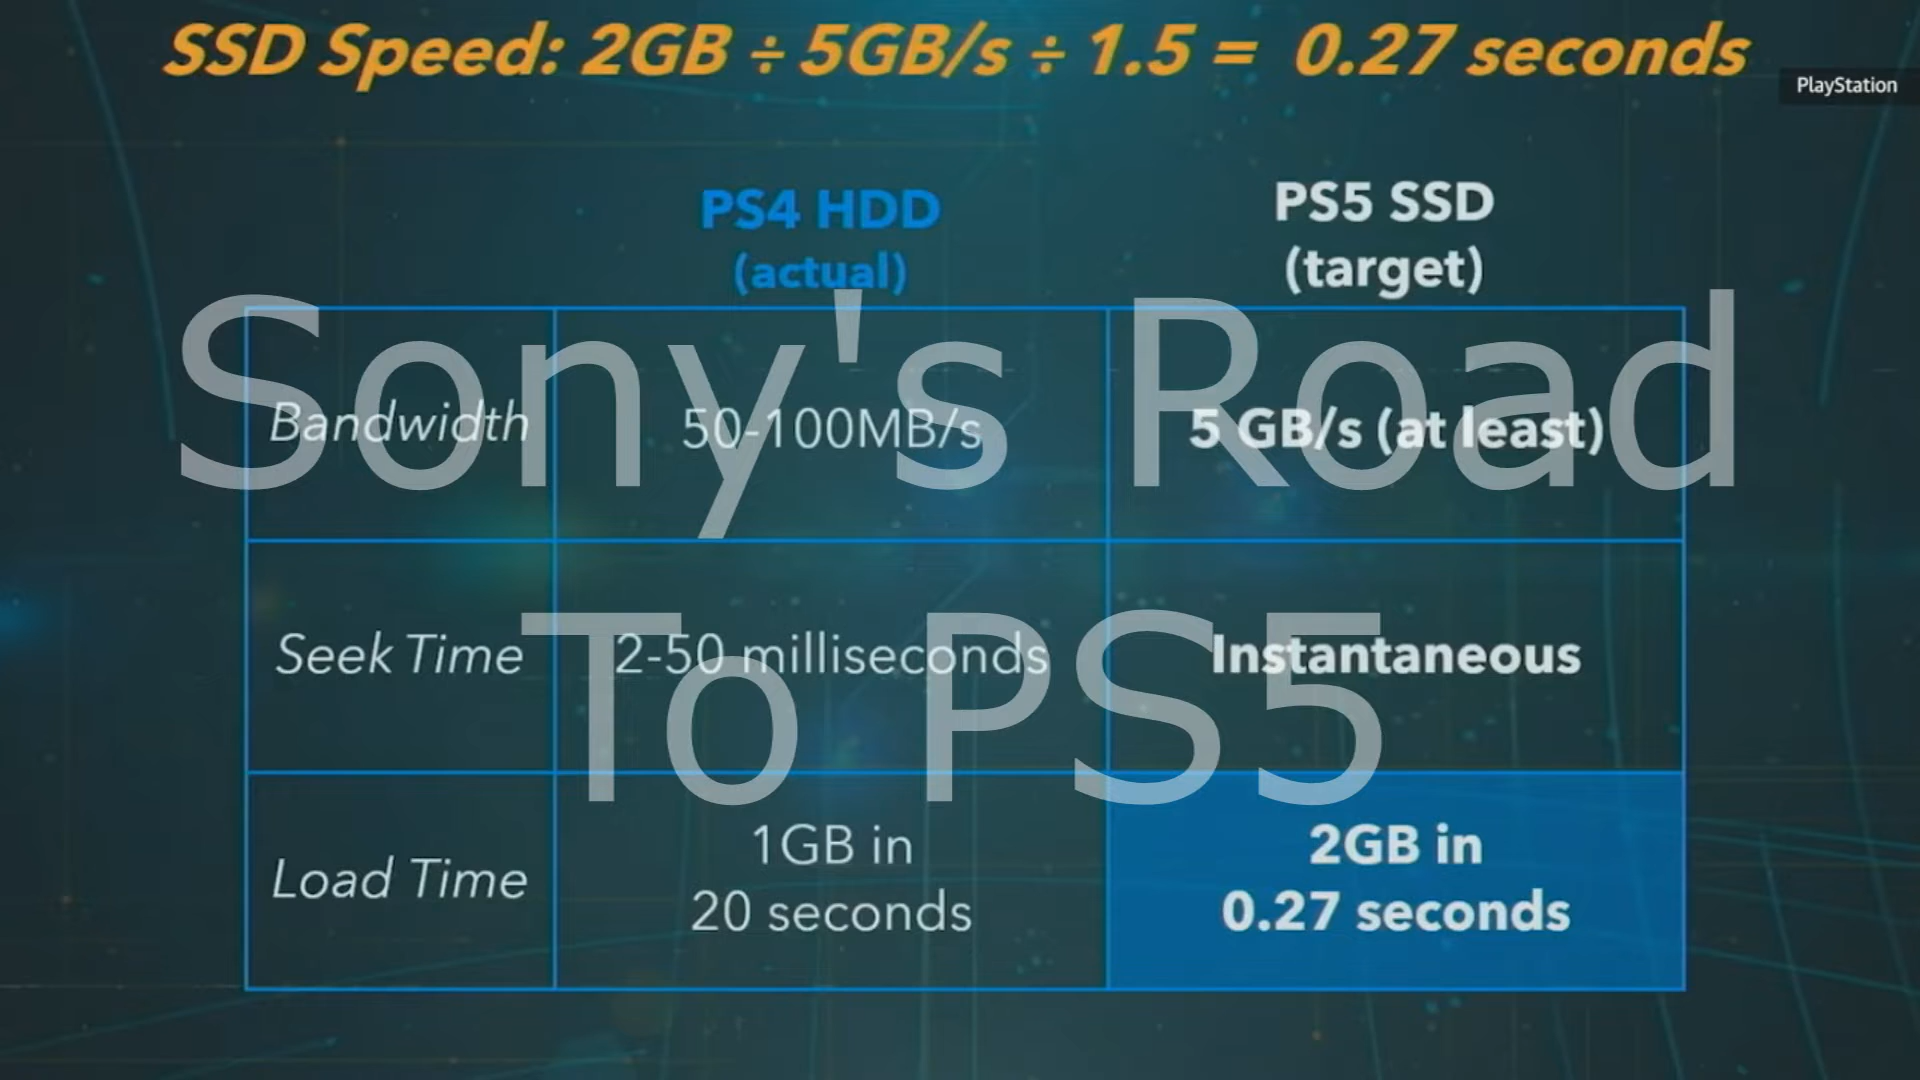 SSD Speed: 2GB ÷ 5GB/s ÷ 1.5 = 0.27 seconds
PlayStation
PS4 HDD
(actual)
PS5 SSD
(target)
Sony's Road
To PS5
Bandwidth
50-100MB/s
5 GB/s (at least)
Seek Time
2-50 milliseconds
Instantaneous
Load Time
1GB in
20 seconds
2GB in
0.27 seconds